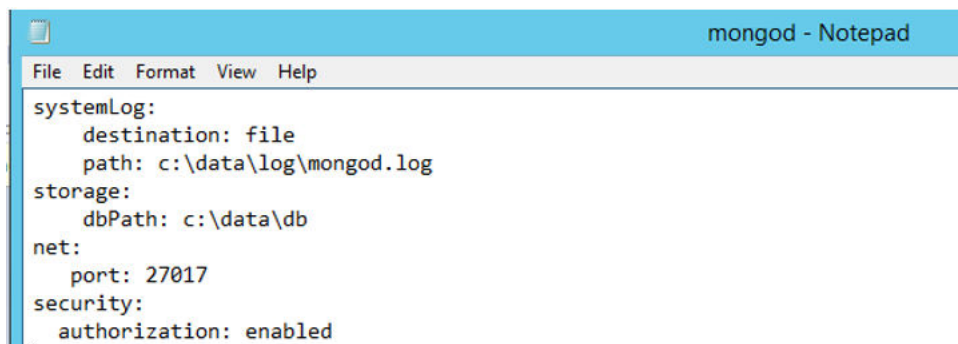 mongod - Notepad
File Edit Format View Help
systemLog:
    destination: file
    path: c:\data\log\mongod.log
storage:
    dbPath: c:\data\db
net:
   port: 27017
security:
  authorization: enabled